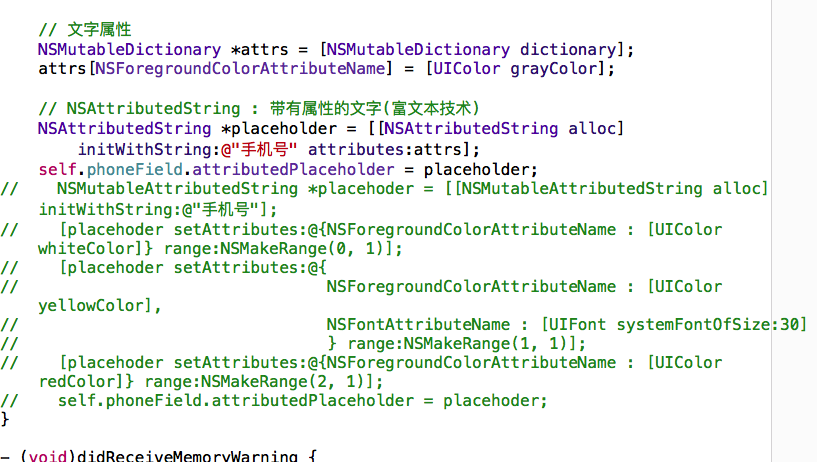 // 文字属性
NSMutableDictionary *attrs = [NSMutableDictionary dictionary];
attrs[NSForegroundColorAttributeName] = [UIColor grayColor];
// NSAttributedString : 带有属性的文字(富文本技术)
NSAttributedString *placeholder = [[NSAttributedString alloc]
initWithString:@"手机号" attributes:attrs];
self.phoneField.attributedPlaceholder = placeholder;
// NSMutableAttributedString *placehoder = [[NSMutableAttributedString alloc]
initWithString:@"手机号"];
// [placehoder setAttributes:@{NSForegroundColorAttributeName : [UIColor
whiteColor]} range:NSMakeRange(0, 1)];
// [placehoder setAttributes:@{
// NSForegroundColorAttributeName : [UIColor
yellowColor],
// NSFontAttributeName : [UIFont systemFontOfSize:30]
// } range:NSMakeRange(1, 1)];
// [placehoder setAttributes:@{NSForegroundColorAttributeName : [UIColor
redColor]} range:NSMakeRange(2, 1)];
// self.phoneField.attributedPlaceholder = placehoder;
}
- (void)didReceiveMemoryWarning {